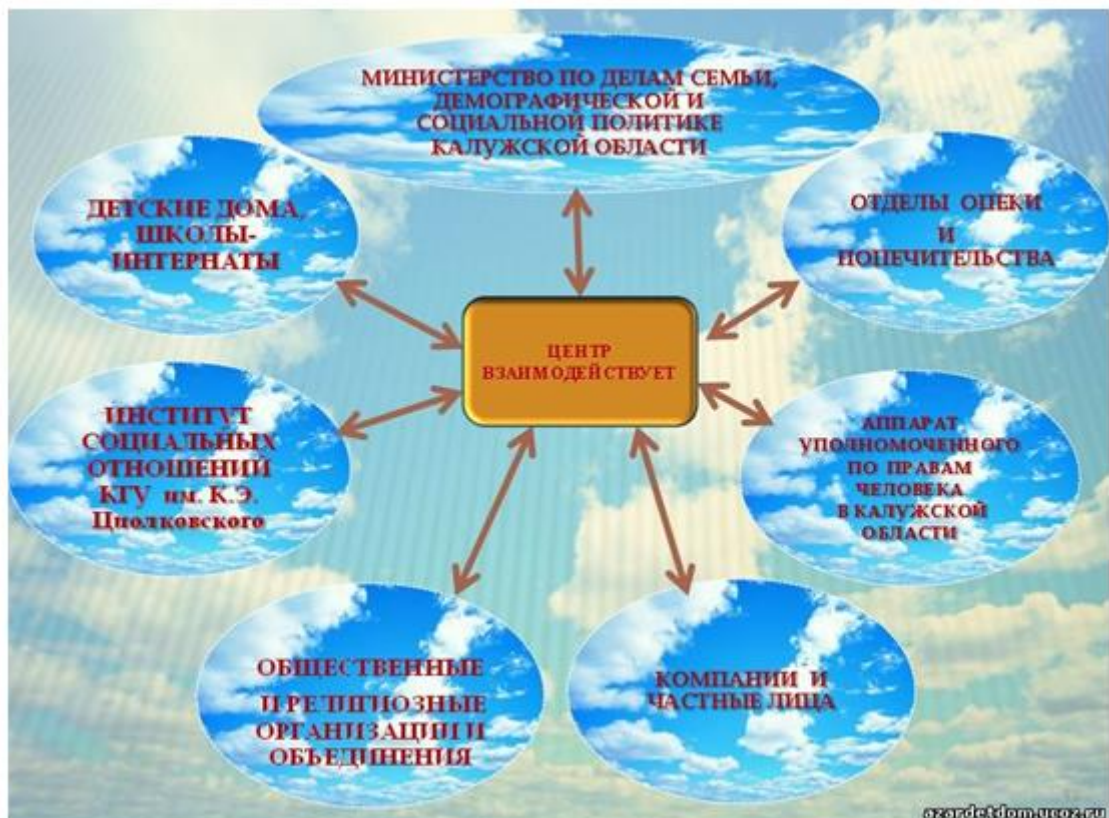 МИНИСТЕРСТВО ПО ДЕЛАМ СЕМЬИ,
ДЕМОГРАФИЧЕСКОЙ И
СОЦИАЛЬНОЙ ПОЛИТИКЕ
КАЛУЖСКОЙ ОБЛАСТИ
ДЕТСКИЕ ДОМА,
ШКОЛЫ-
ИНТЕРНАТЫ
ОТДЕЛЫ ОПЕКИ
И
ПОПЕЧИТЕЛЬСТВА
ЦЕНТР
ВЗАИМОДЕЙСТВУЕТ
ИНСТИТУТ
СОЦИАЛЬНЫХ
ОТНОШЕНИЙ
КГУ им. К.Э.
Циолковского
АППАРАТ
УПОЛНОМОЧЕННОГО
ПО ПРАВАМ
ЧЕЛОВЕКА
В КАЛУЖСКОЙ
ОБЛАСТИ
ОБЩЕСТВЕННЫЕ
И РЕЛИГИОЗНЫЕ
ОРГАНИЗАЦИИ И
ОБЪЕДИНЕНИЯ
КОМПАНИИ И
ЧАСТНЫЕ ЛИЦА
azardetdom.ucoz.ru